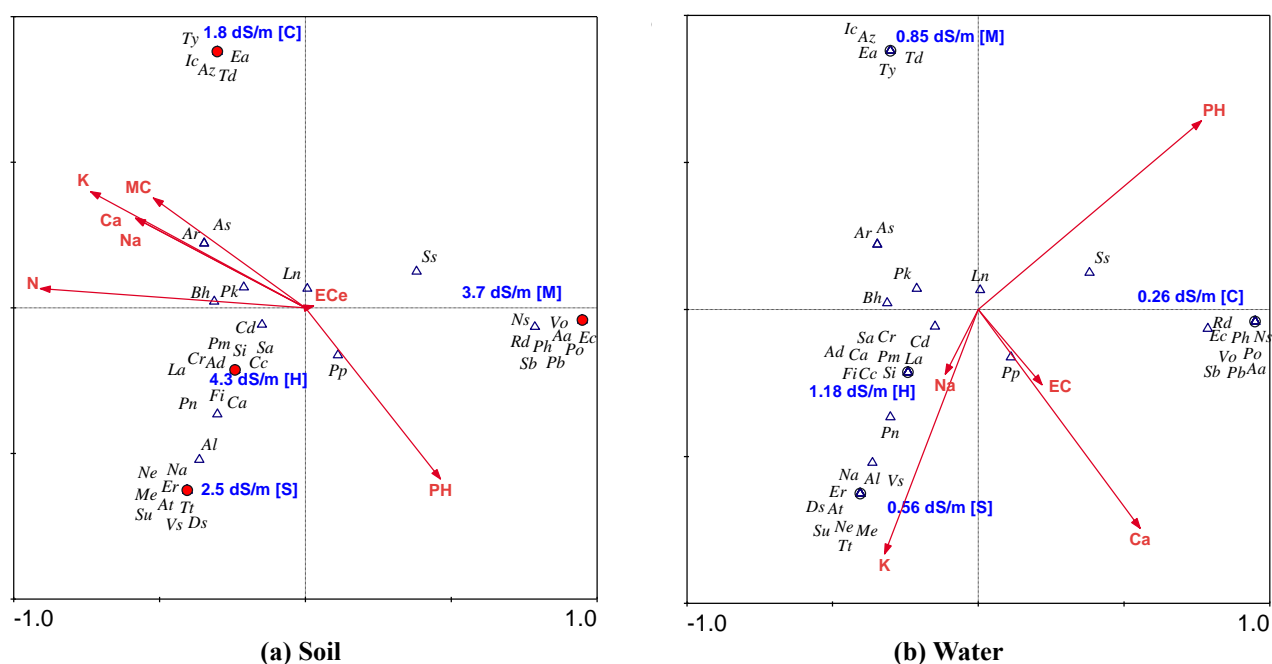 1.8 dS/m [C]
Ty
Ea
Ic
Az
Td
K
MC
Ca
Na
As
Ar
N
Ln
Ss
Bh
Pk
ECe
3.7 dS/m [M]
Cd
Ns
Vo
Pm
Si
Sa
Rd
Ph
Aa
Ec
Cr
Ad
Cc
La
Sb
Pb
Po
Pp
4.3 dS/m [H]
Fi
Ca
Pn
Al
PH
Ne
Na
Me
Er
2.5 dS/m [S]
At
Tt
Su
Vs
Ds
-1.0
1.0
(a) Soil
Ic
Az
0.85 dS/m [M]
Ea
Td
Ty
PH
Ar
As
Ss
Pk
Ln
Bh
0.26 dS/m [C]
Sa
Cr
Cd
Rd
Ec
Ph
Ns
Ad
Ca
Pm
La
Vo
Po
Fi
Cc
Si
Sb
Pb
Aa
Na
Pp
EC
1.18 dS/m [H]
Pn
Na
Al
Vs
Er
Ds
At
0.56 dS/m [S]
Su
Ne
Me
Tt
K
Ca
-1.0
1.0
(b) Water